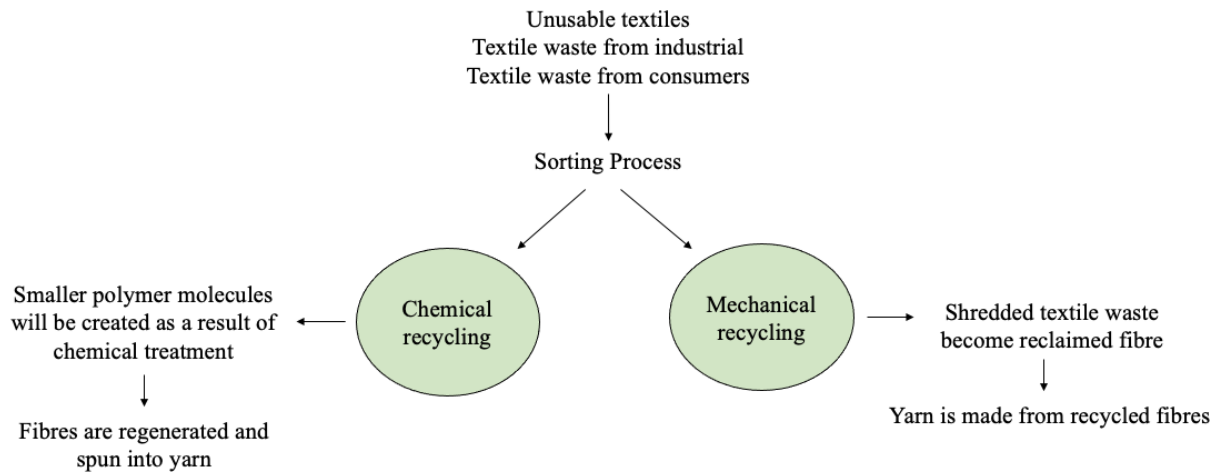 Unusable textiles
Textile waste from industrial
Textile waste from consumers
Sorting Process
Chemical
recycling
Mechanical
recycling
Smaller polymer molecules
will be created as a result of
chemical treatment
Fibres are regenerated and
spun into yarn
Shredded textile waste
become reclaimed fibre
Yarn is made from recycled fibres